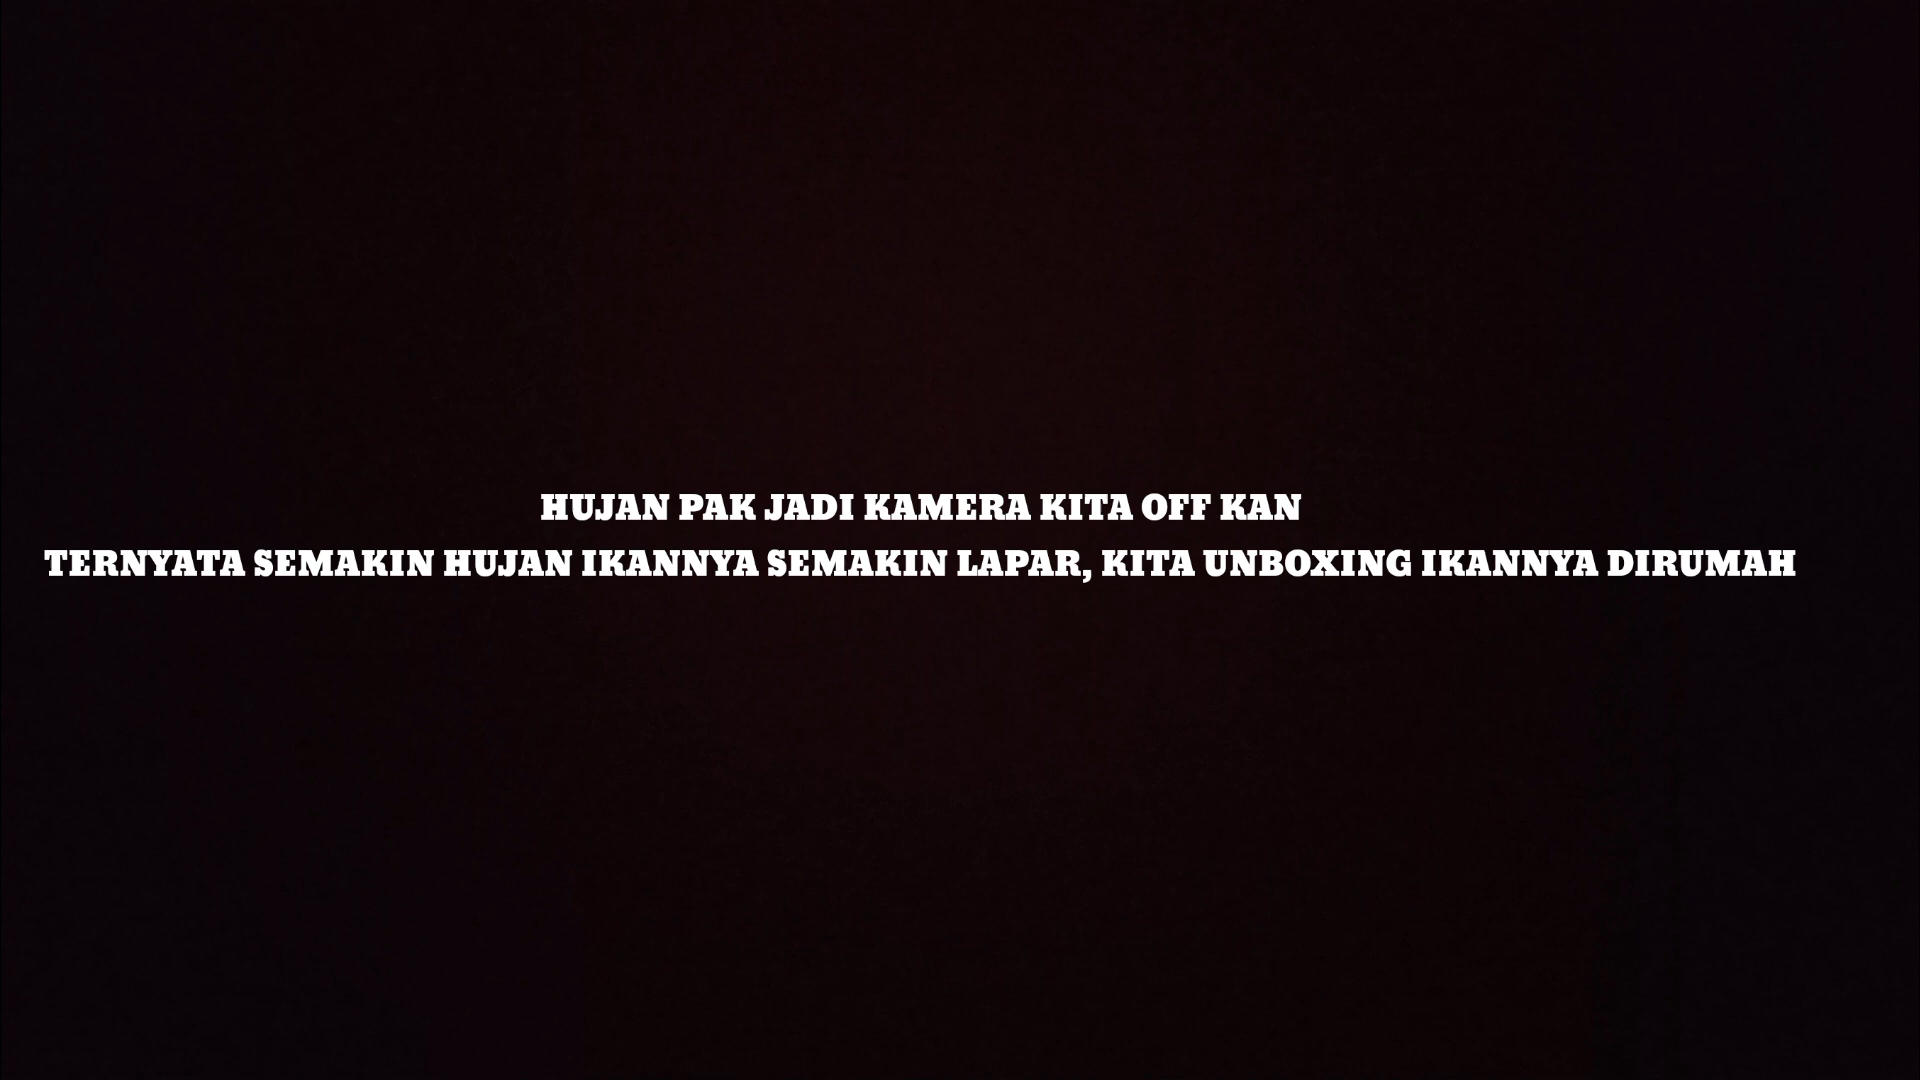 HUJAN PAK JADI KAMERA KITA OFF KAN
TERNYATA SEMAKIN HUJAN IKANNYA SEMAKIN LAPAR, KITA UNBOXING IKANNYA DIRUMAH